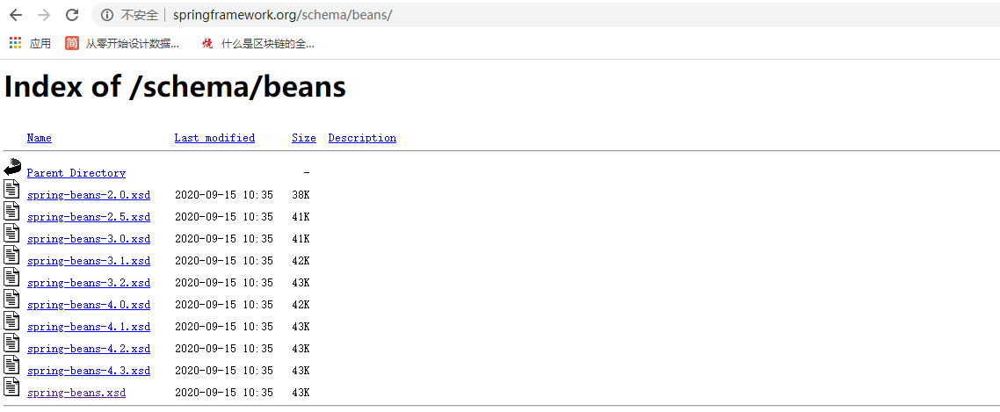 不安全 springframework.org/schema/beans/
应用 简 从零开始设计数据... 烧 什么是区块链的全...
Index of /schema/beans
Name Last modified Size Description
Parent Directory -
spring-beans-2.0.xsd 2020-09-15 10:35 38K
spring-beans-2.5.xsd 2020-09-15 10:35 41K
spring-beans-3.0.xsd 2020-09-15 10:35 41K
spring-beans-3.1.xsd 2020-09-15 10:35 42K
spring-beans-3.2.xsd 2020-09-15 10:35 43K
spring-beans-4.0.xsd 2020-09-15 10:35 42K
spring-beans-4.1.xsd 2020-09-15 10:35 43K
spring-beans-4.2.xsd 2020-09-15 10:35 43K
spring-beans-4.3.xsd 2020-09-15 10:35 43K
spring-beans.xsd 2020-09-15 10:35 43K